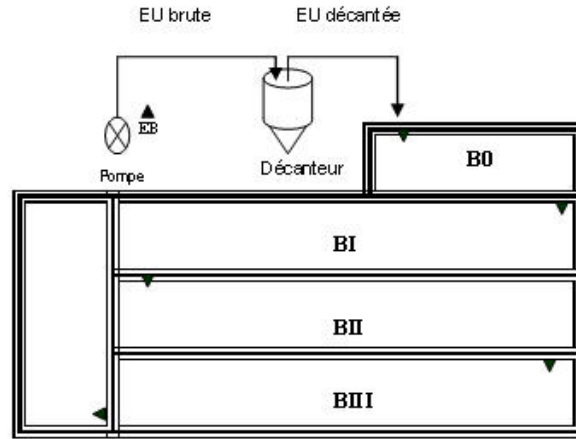 EU brute
EU décantée
EB
Pompe
Décanteur
B0
BI
BII
BIII